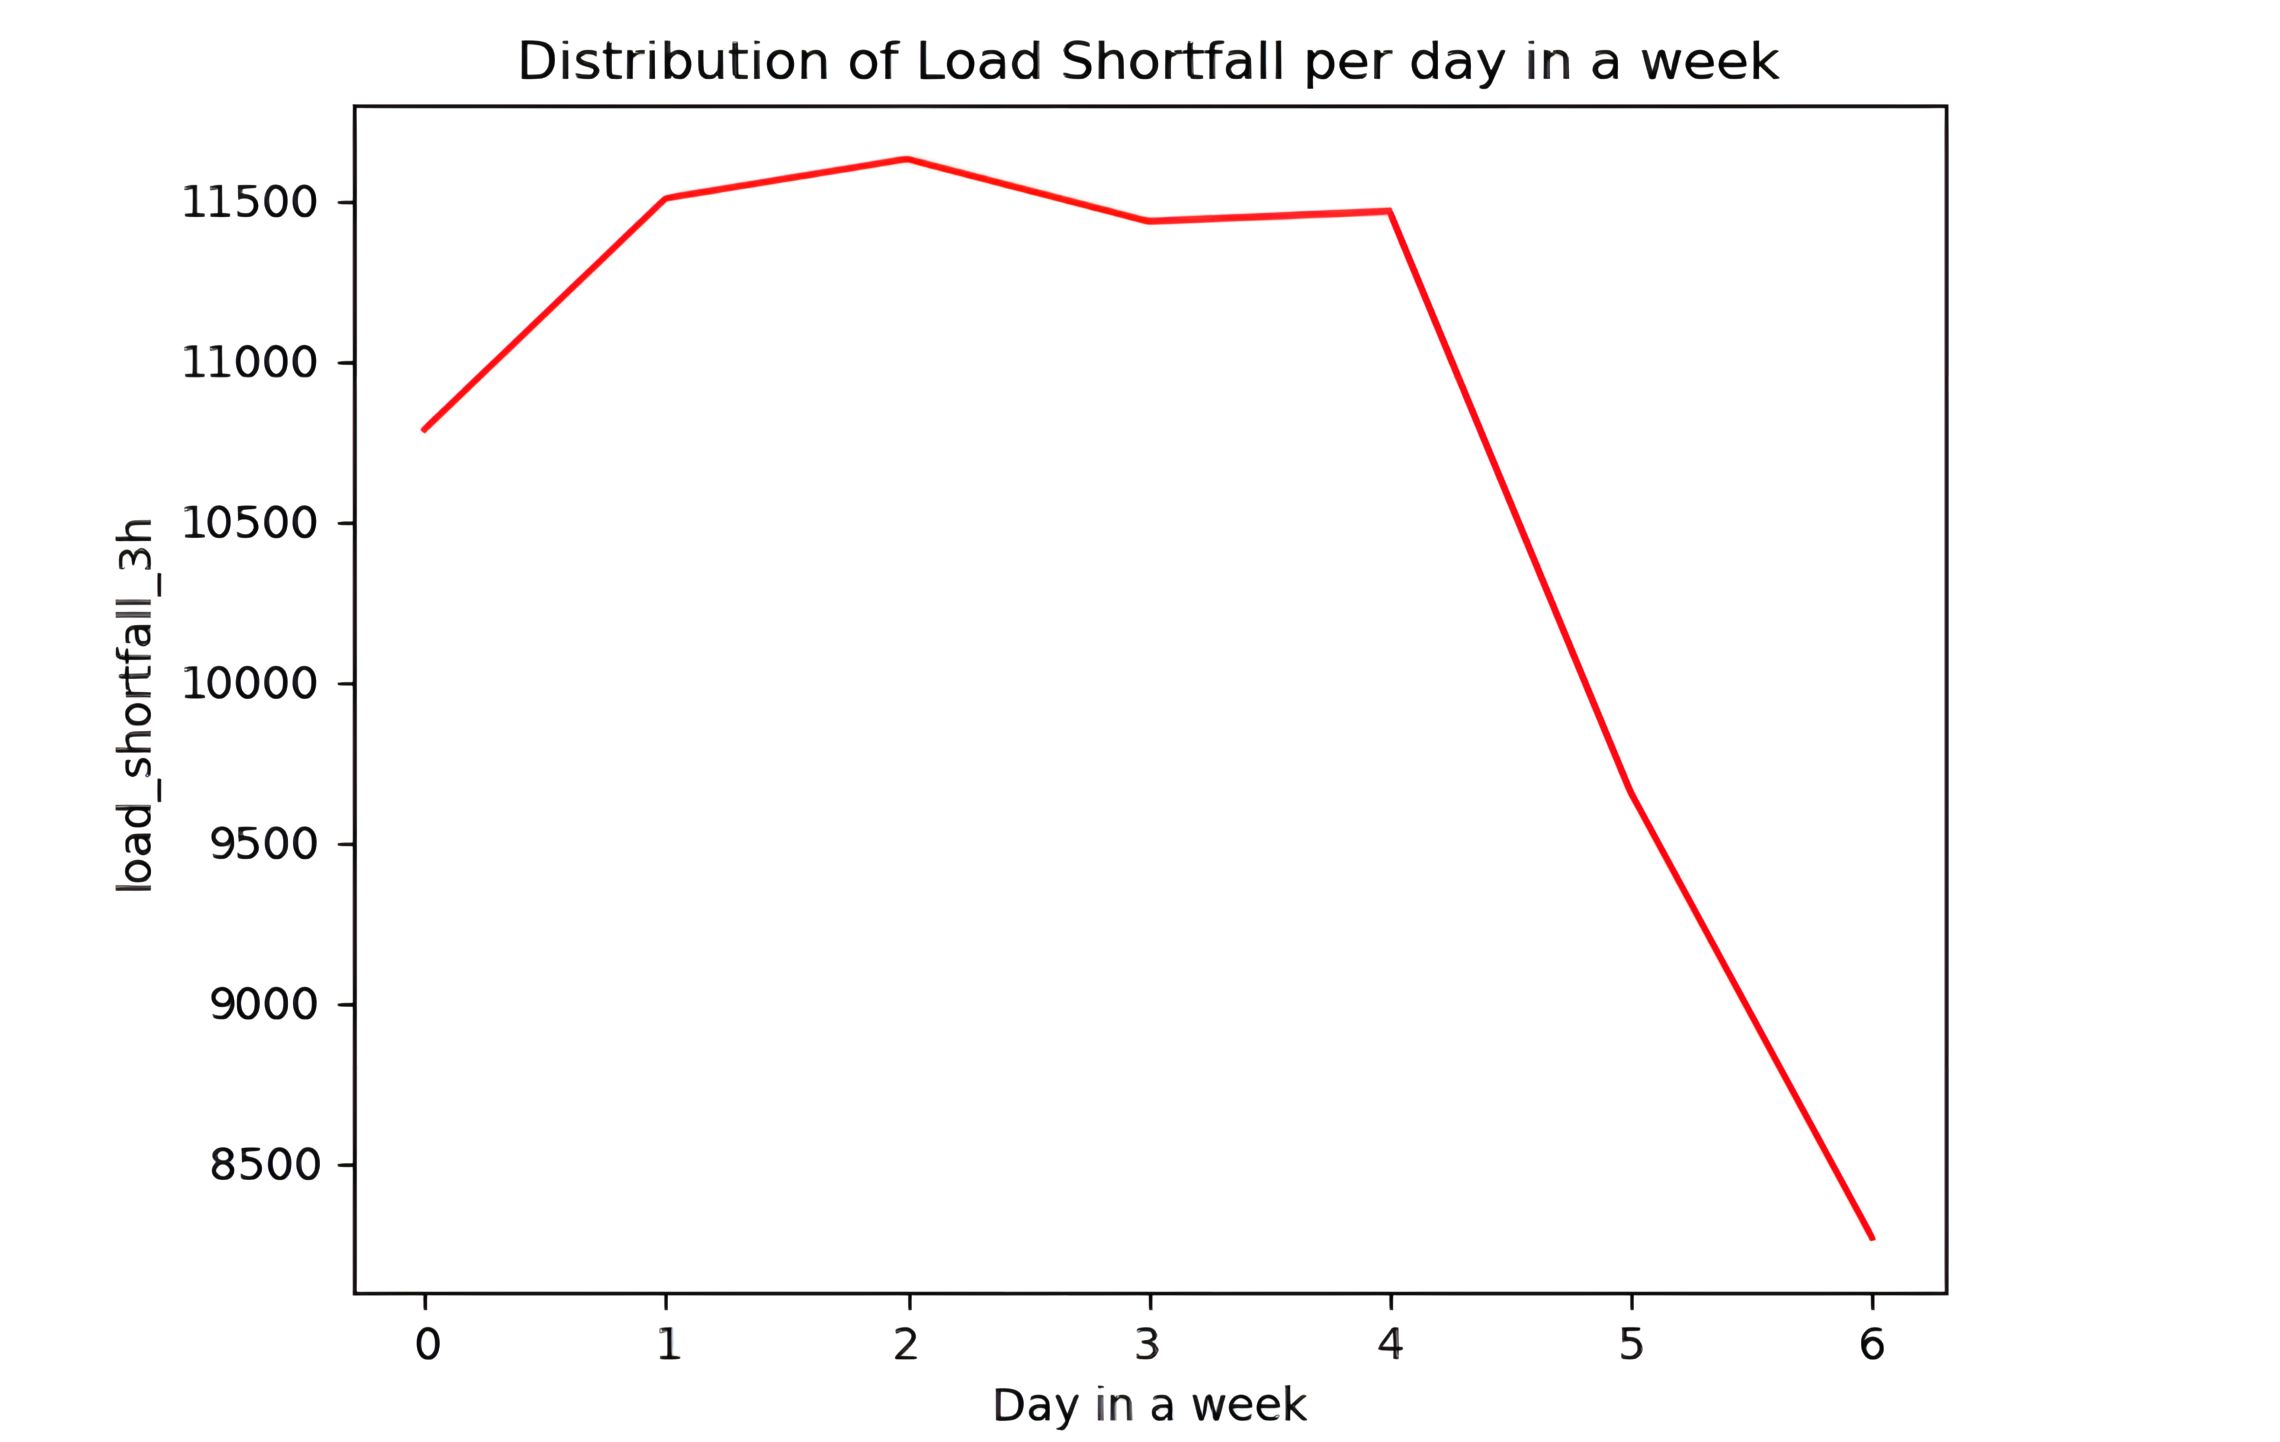 Distribution of Load Shortfall per day in a week
load_shortfall_3h
11500
11000
10500
10000
9500
9000
8500
0 1 2 3 4 5 6
Day in a week